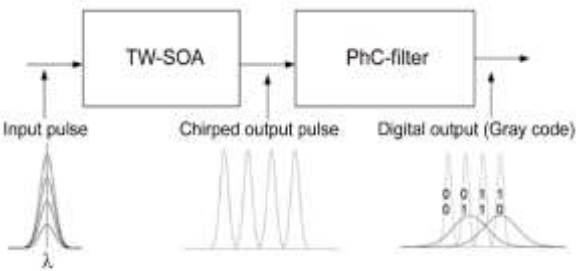 TW-SOA
PhC-filter
Input pulse
Chirped output pulse
Digital output (Gray code)
0 0 1 1
0 1 1 0
λ